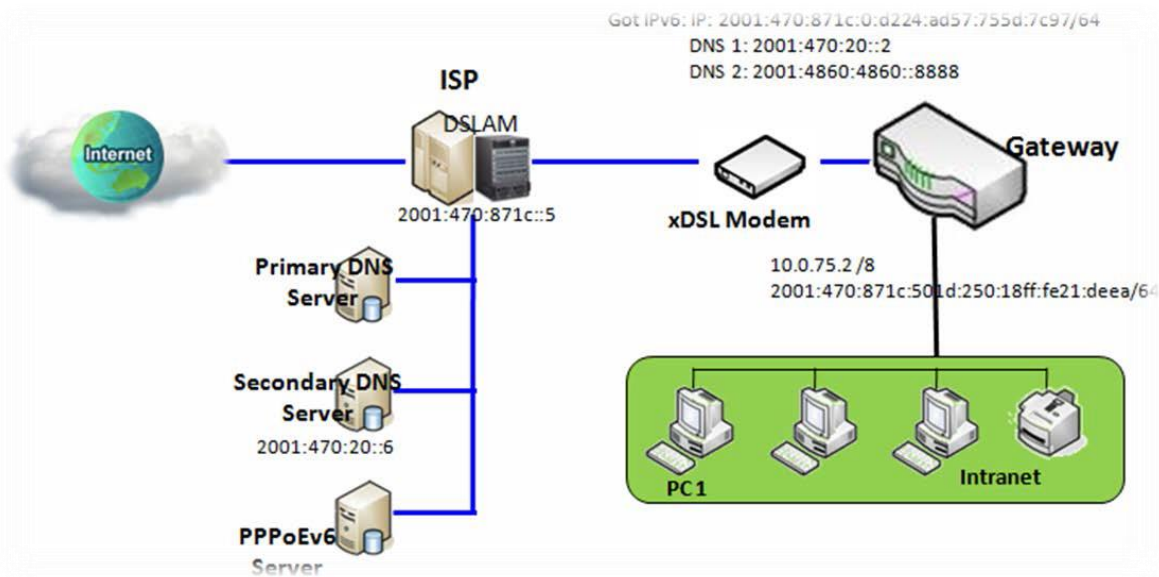 Got IPv6: IP: 2001:470:871c:0:d224:ad57:755d:7c97/64
DNS 1: 2001:470:20::2
DNS 2: 2001:4860:4860::8888
ISP
DSLAM
Internet
Gateway
2001:470:871c::5
xDSL Modem
Primary DNS
Server
10.0.75.2 /8
2001:470:871c:501d:250:18ff:fe21:deea/64
Secondary DNS
Server
2001:470:20::6
PC1
Intranet
PPPoEv6
Server